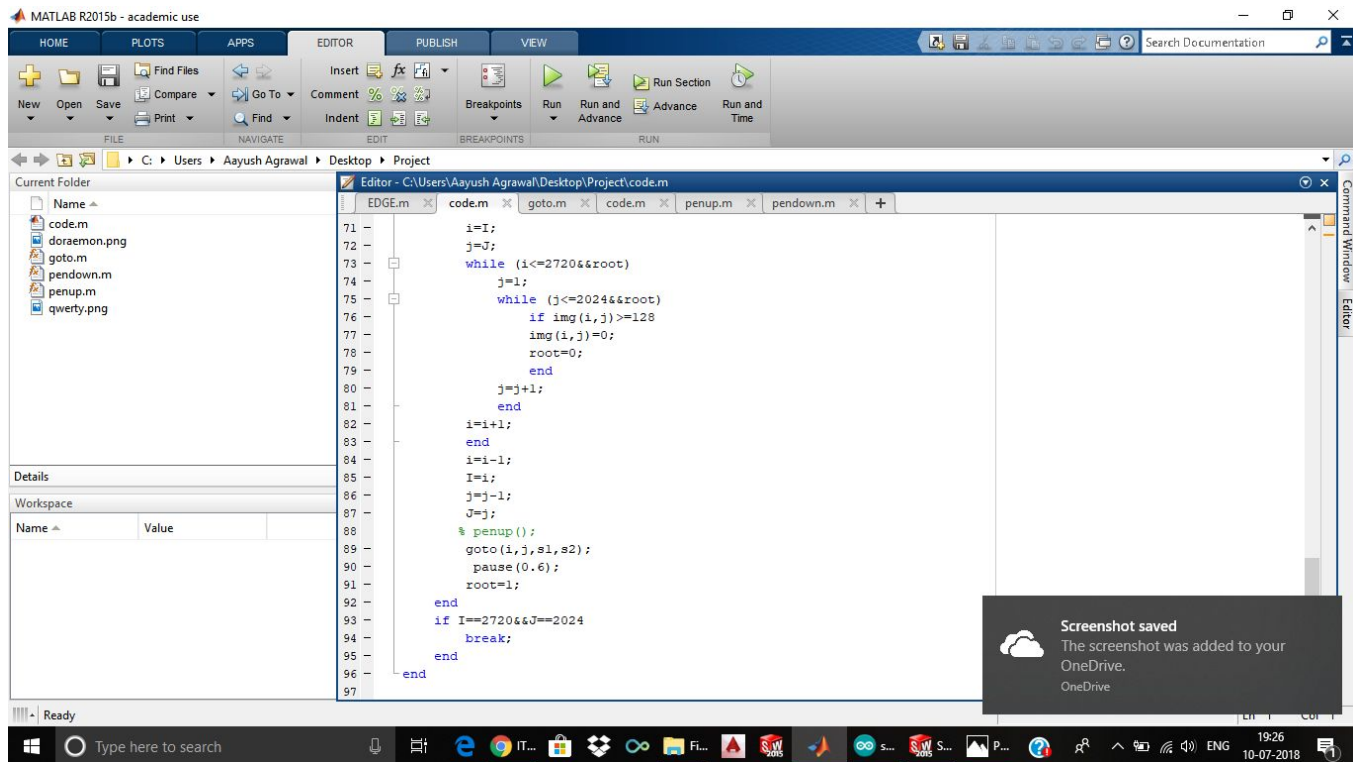 MATLAB R2015b - academic use
HOME PLOTS APPS EDITOR PUBLISH VIEW Search Documentation
New Open Save Find Files Compare Print
FILE
Go To Find
NAVIGATE
Insert fx
Comment %
Indent
EDIT
Breakpoints
BREAKPOINTS
Run Run and Advance Run Section Advance Run and Time
RUN
C: Users Aayush Agrawal Desktop Project
Current Folder
Name
code.m
doraemon.png
goto.m
pendown.m
penup.m
qwerty.png
Details
Workspace
Name Value
Editor - C:\Users\Aayush Agrawal\Desktop\Project\code.m
EDGE.m code.m goto.m code.m penup.m pendown.m +
71 - i=I;
72 - j=J;
73 - while (i<=2720&&root)
74 - j=1;
75 - while (j<=2024&&root)
76 - if img(i,j)>=128
77 - img(i,j)=0;
78 - root=0;
79 - end
80 - j=j+1;
81 - end
82 - i=i+1;
83 - end
84 - i=i-1;
85 - I=i;
86 - j=j-1;
87 - J=j;
88 % penup();
89 - goto(i,j,s1,s2);
90 - pause(0.6);
91 - root=1;
92 - end
93 - if I==2720&&J==2024
94 - break;
95 - end
96 - end
97
Command Window
Editor
Screenshot saved
The screenshot was added to your
OneDrive.
OneDrive
Ready
Ln 1 Col 1
Type here to search IT... Fi... s... S... P... ENG 19:26
10-07-2018